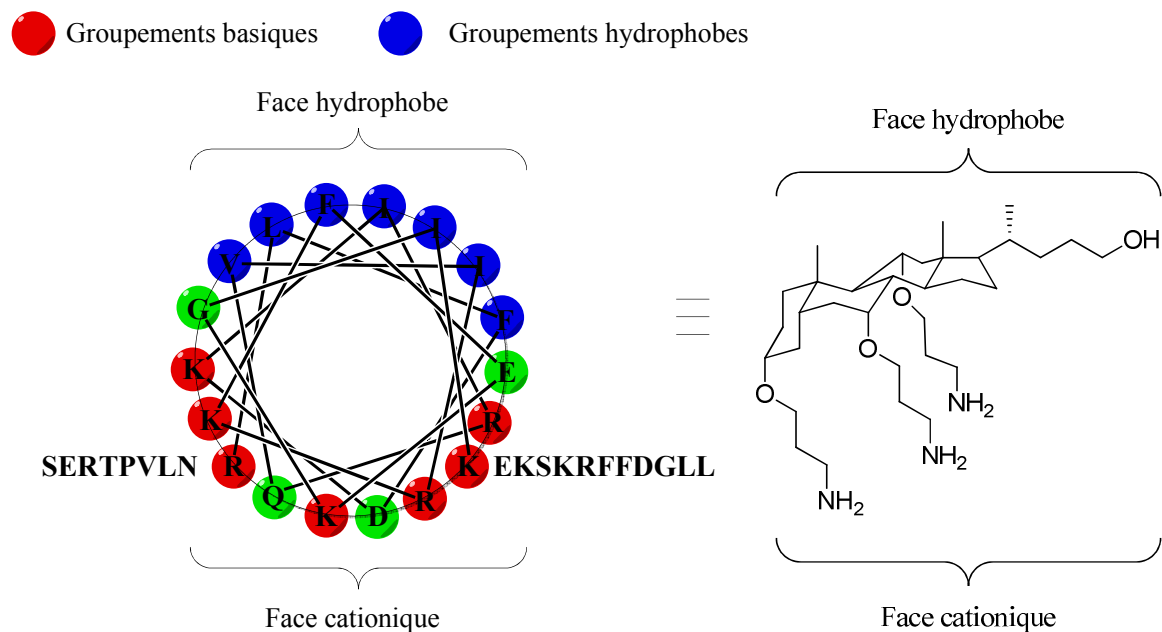 Groupements basiques
Groupements hydrophobes
Face hydrophobe
F
I
I
I
F
E
R
K
R
D
K
Q
R
K
K
G
V
L
SERTPVLN
EKSKRFFDGLL
Face cationique
Face hydrophobe
OH
O
O
O
NH2
NH2
NH2
Face cationique